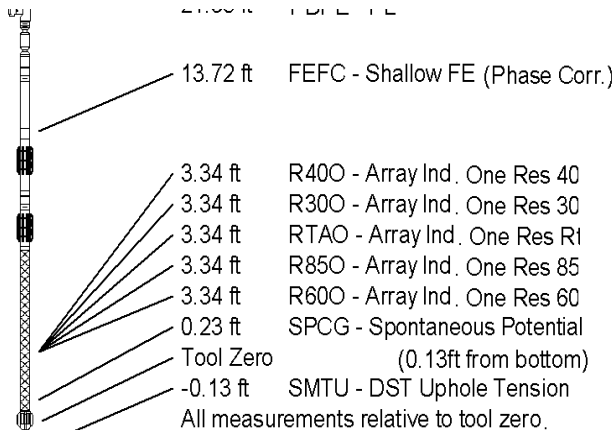 13.72 ft FEFC - Shallow FE (Phase Corr.)
3.34 ft R40O - Array Ind. One Res 40
3.34 ft R30O - Array Ind. One Res 30
3.34 ft RTAO - Array Ind. One Res Rt
3.34 ft R85O - Array Ind. One Res 85
3.34 ft R60O - Array Ind. One Res 60
0.23 ft SPCG - Spontaneous Potential
Tool Zero (0.13ft from bottom)
-0.13 ft SMTU - DST Uphole Tension
All measurements relative to tool zero.